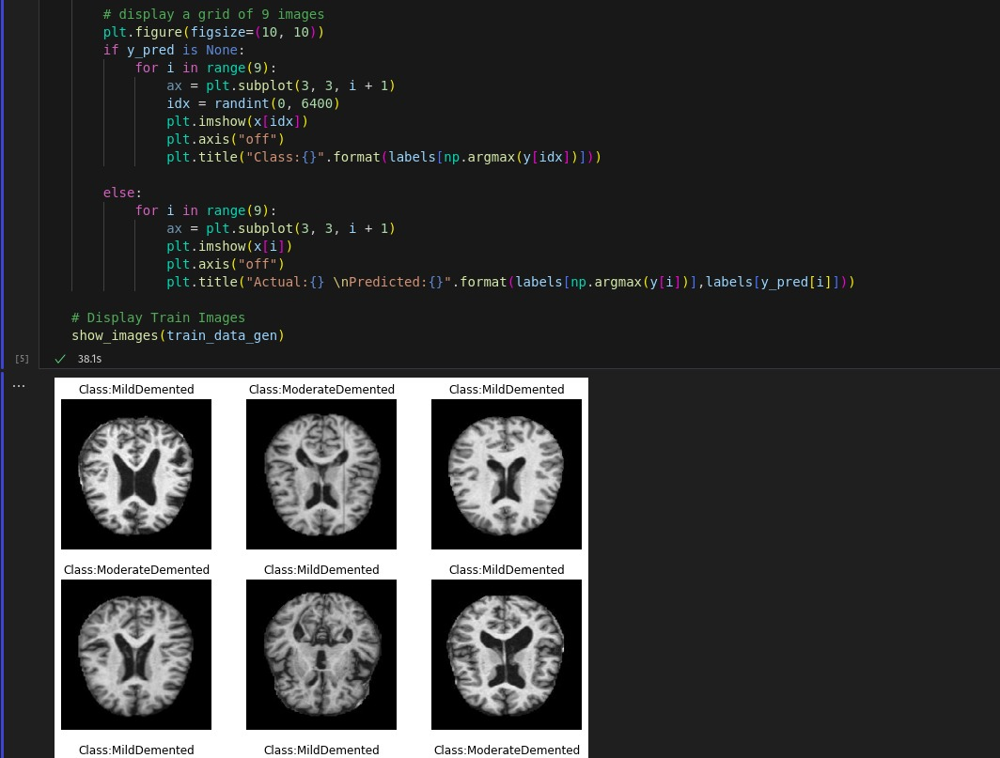 # display a grid of 9 images
plt.figure(figsize=(10, 10))
if y_pred is None:
for i in range(9):
ax = plt.subplot(3, 3, i + 1)
idx = randint(0, 6400)
plt.imshow(x[idx])
plt.axis("off")
plt.title("Class:{}".format(labels[np.argmax(y[idx])]))
else:
for i in range(9):
ax = plt.subplot(3, 3, i + 1)
plt.imshow(x[i])
plt.axis("off")
plt.title("Actual:{} \nPredicted:{}".format(labels[np.argmax(y[i])],labels[y_pred[i]]))
# Display Train Images
show_images(train_data_gen)
[5] 38.1s
...
Class:MildDemented Class:ModerateDemented Class:MildDemented
Class:ModerateDemented Class:MildDemented Class:MildDemented
Class:MildDemented Class:MildDemented Class:ModerateDemented